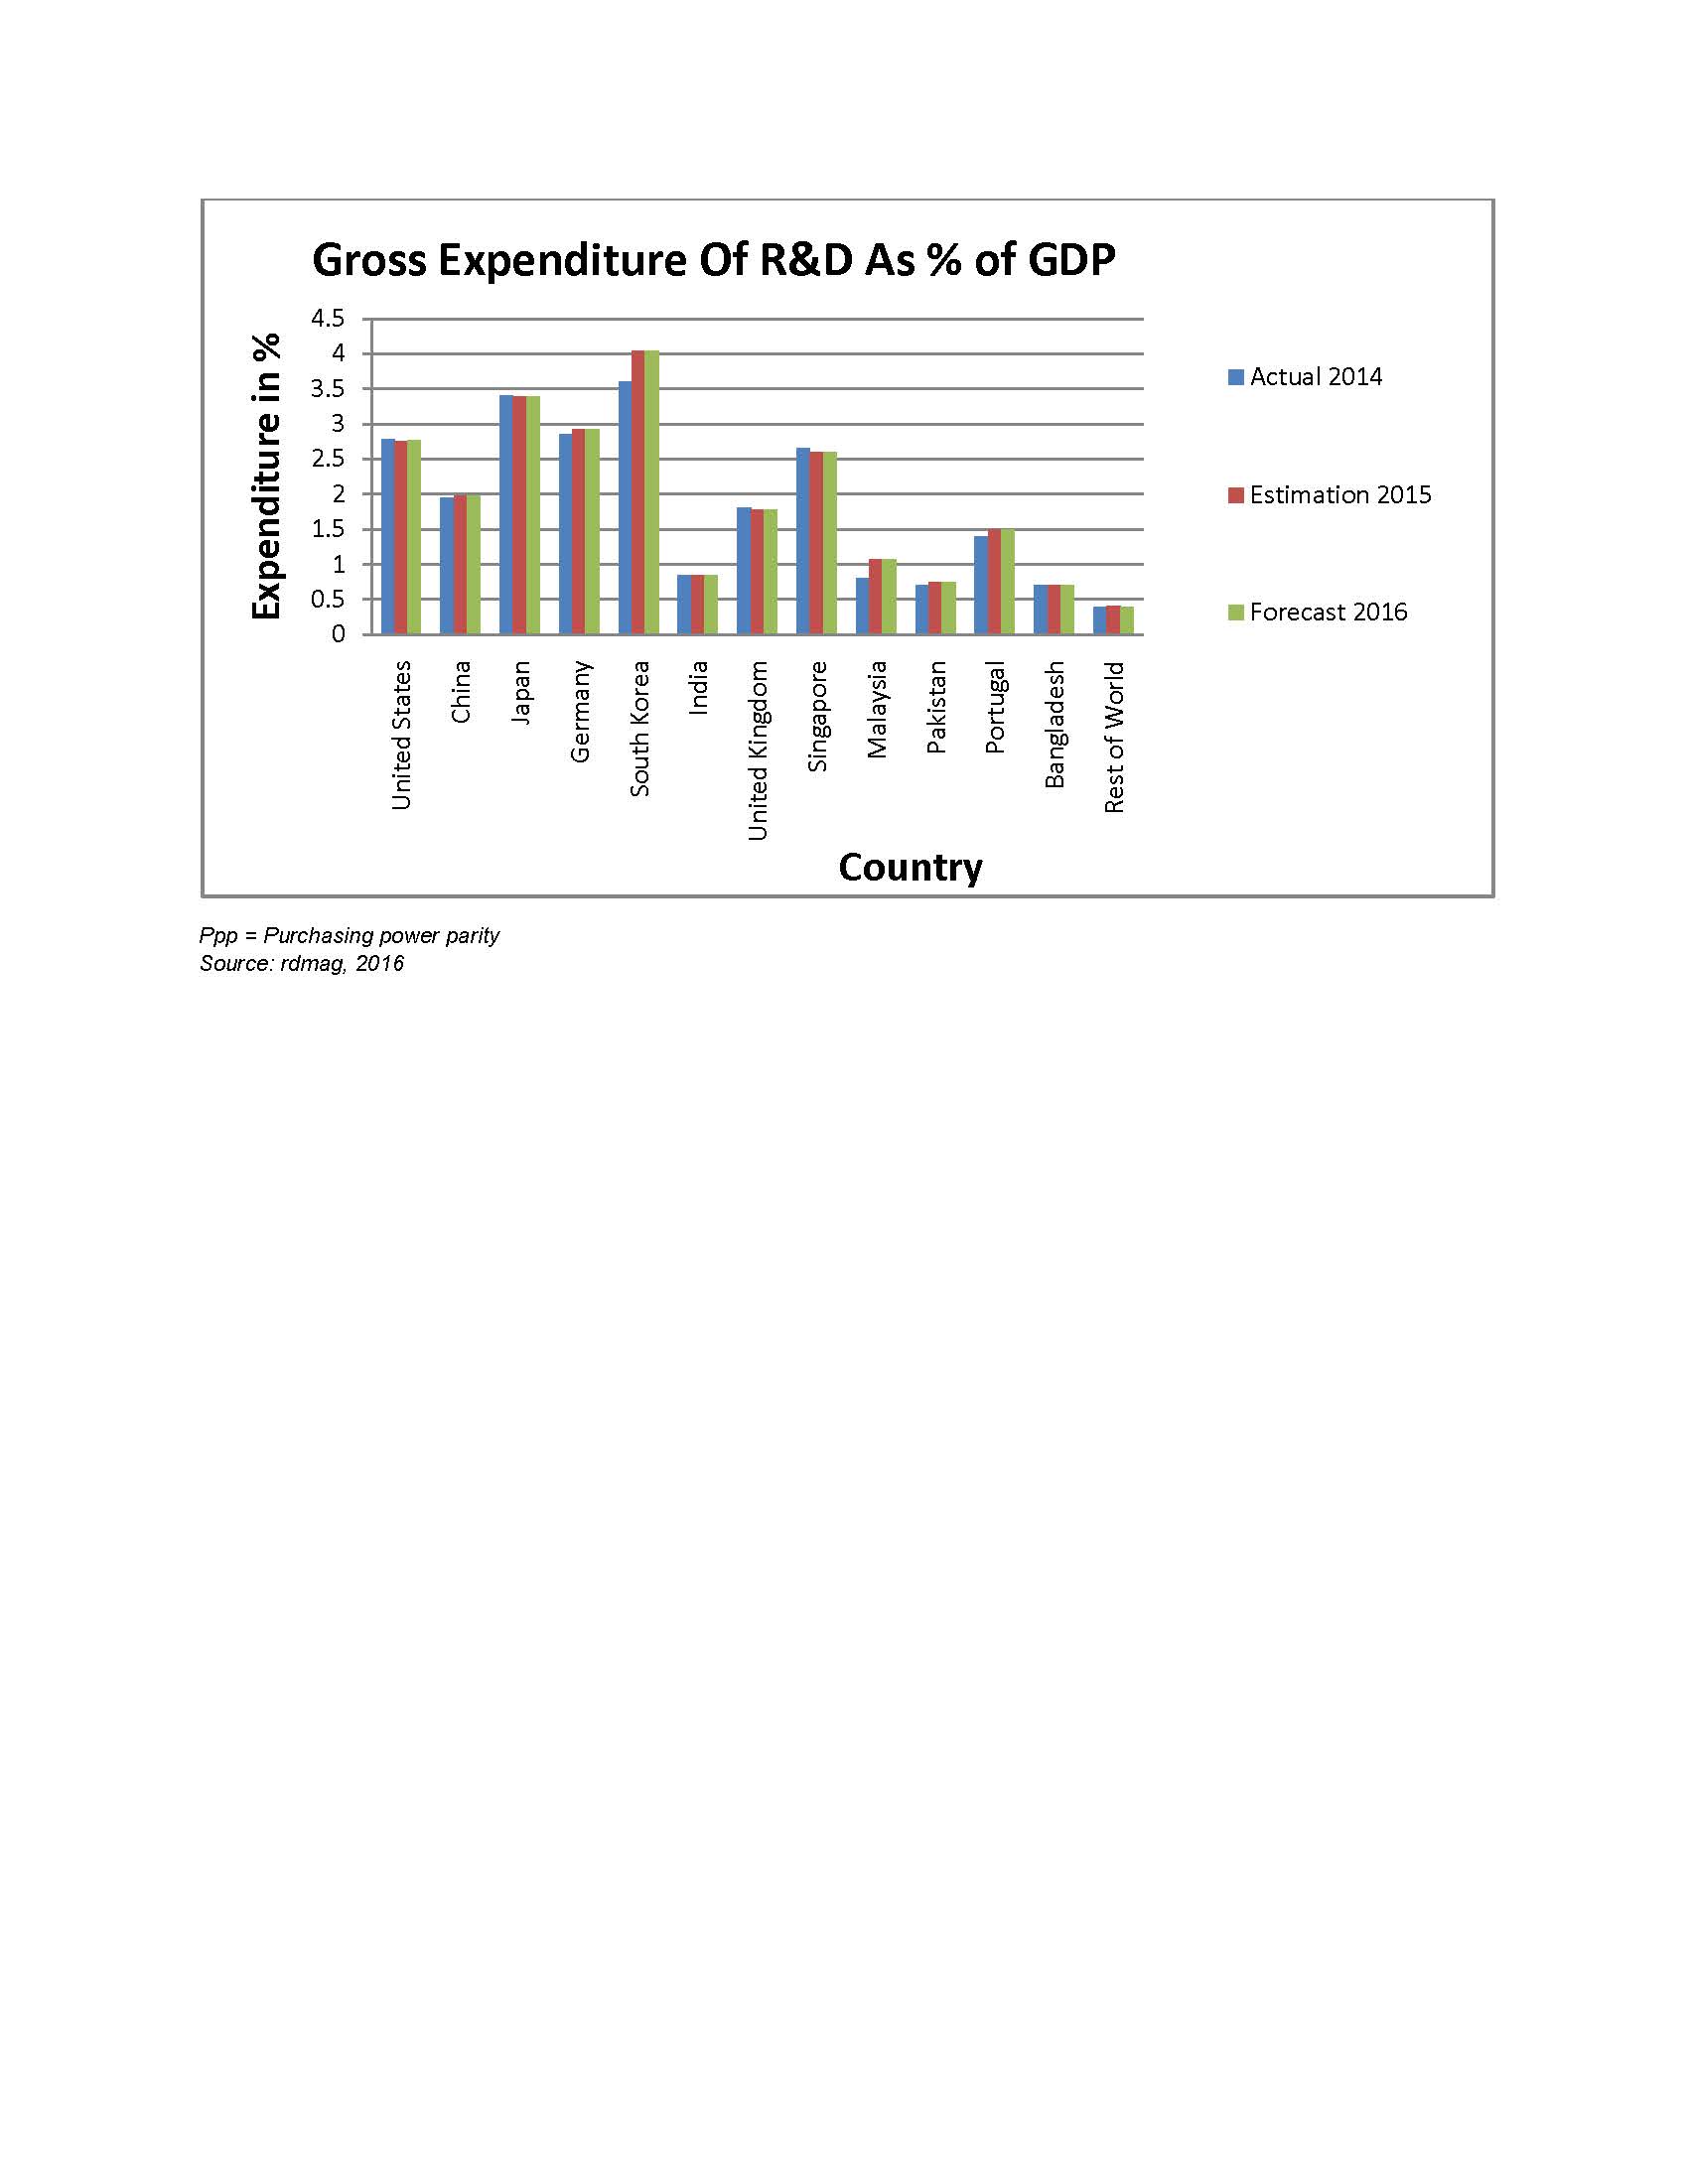 Gross Expenditure Of R&D As % of GDP
Expenditure in %
4.5
4
3.5
3
2.5
2
1.5
1
0.5
0
United States
China
Japan
Germany
South Korea
India
United Kingdom
Singapore
Malaysia
Pakistan
Portugal
Bangladesh
Rest of World
Country
Actual 2014
Estimation 2015
Forecast 2016
Ppp = Purchasing power parity
Source: rdmag, 2016